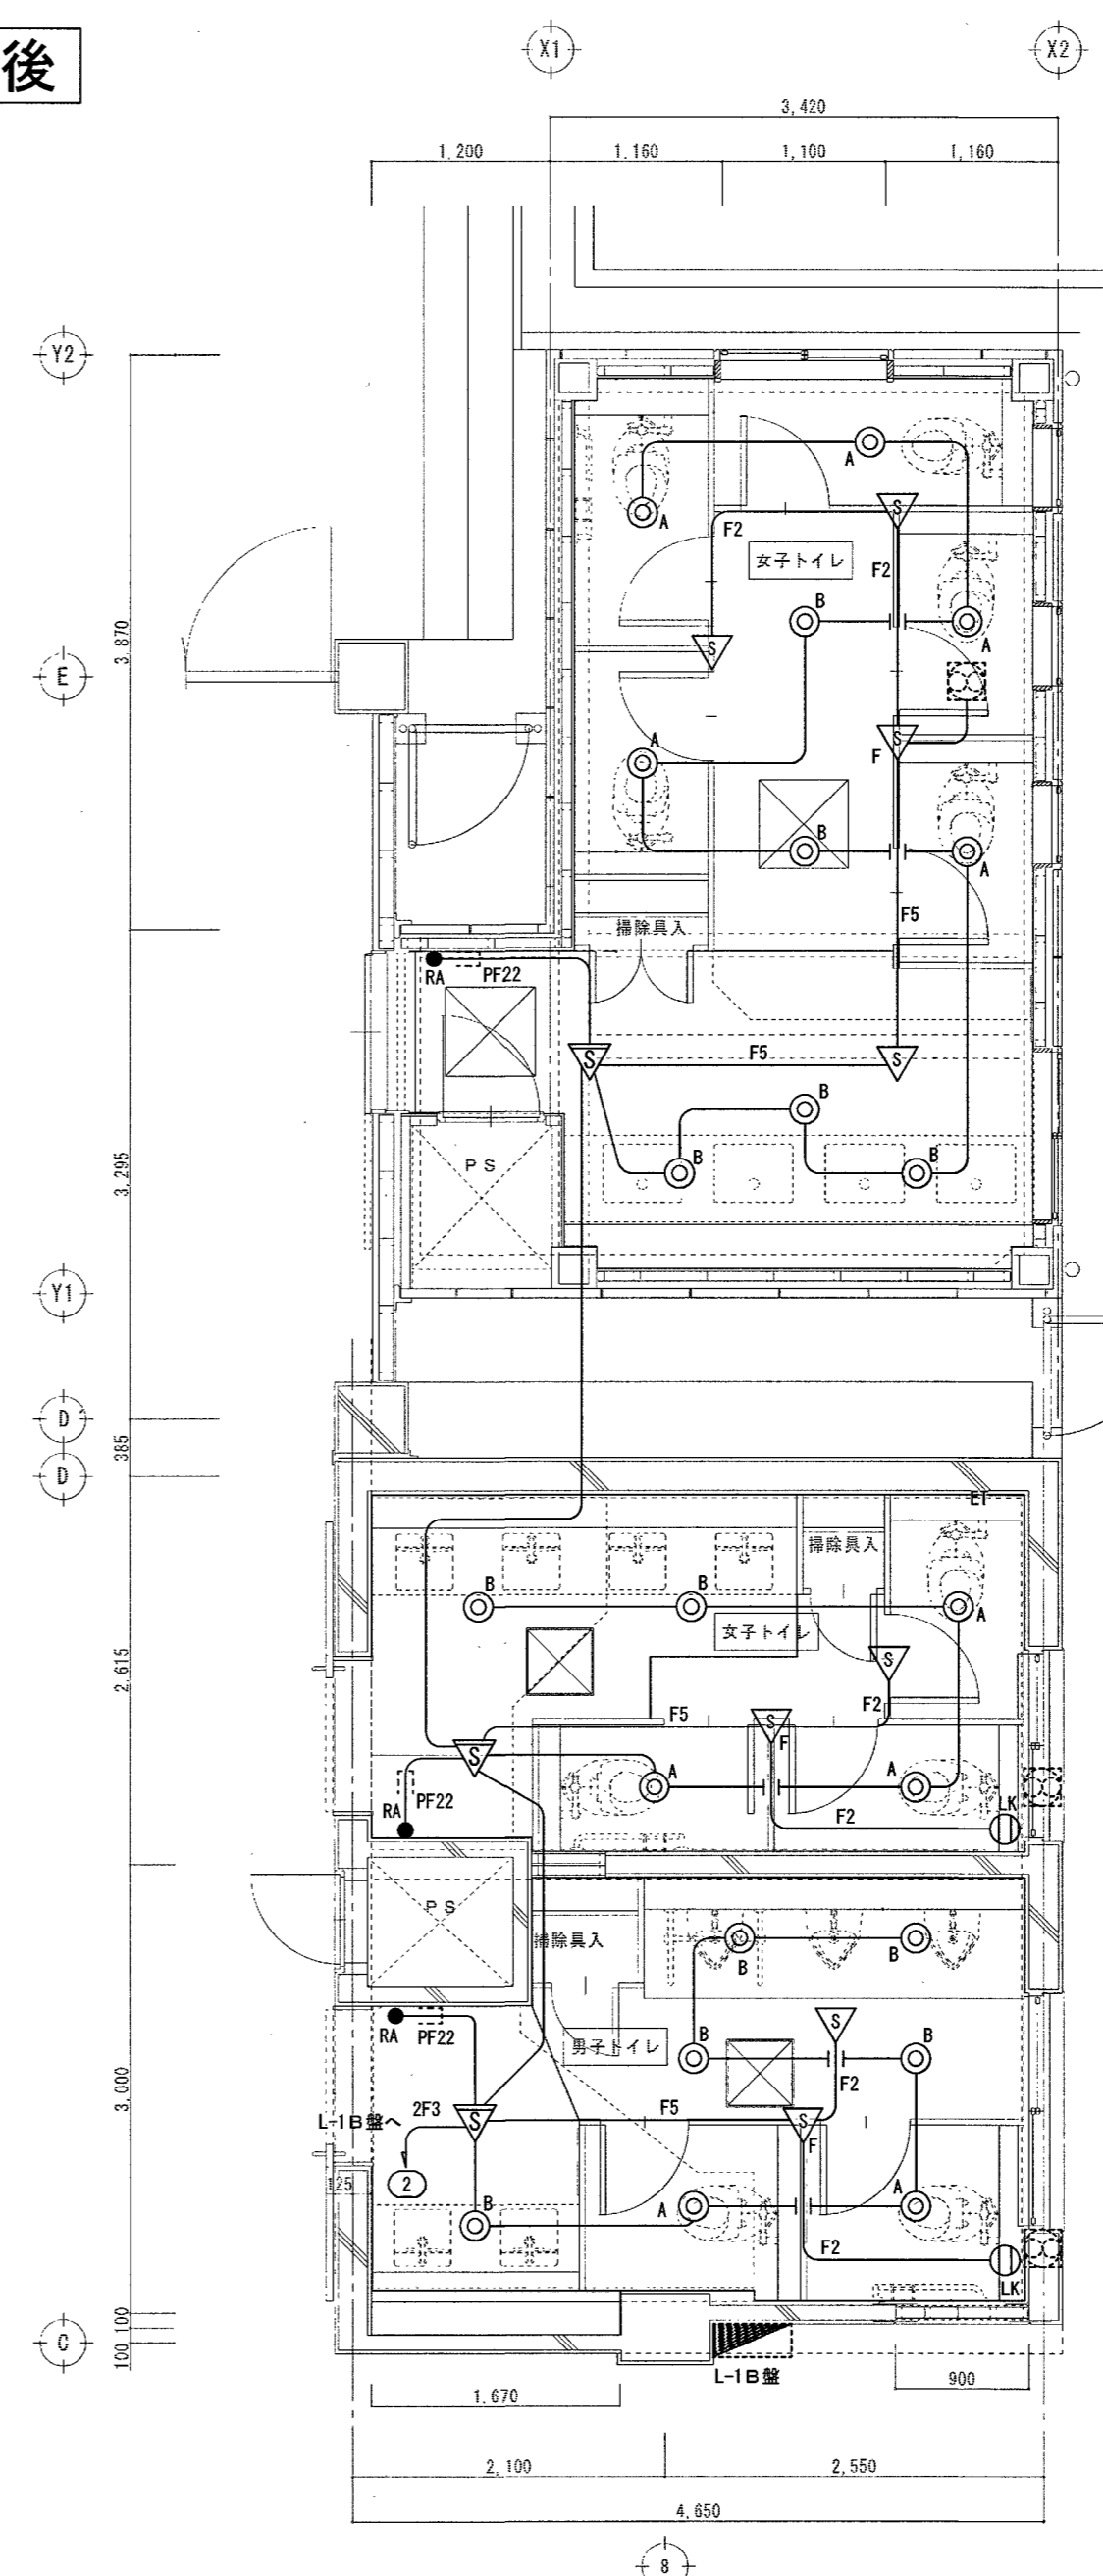 後
X1
X2
3,420
1,200
1,160
1,100
1,160
Y2
A
A
F2
女子トイレ
F2
B
A
3,870
E
A
F
B
A
F5
掃除具入
RA
PF22
F5
B
PS
B
B
3,295
Y1
D
385
D
ET
掃除具入
B
B
A
女子トイレ
2,615
F2
F5
F
A
A
LK
PF22
RA
F2
PS
掃除具入
B
B
RA
PF22
男子トイレ
B
B
3,000
F2
L-1B盤へ
2F3
F5
F
2
125
B
A
A
F2
LK
100
100
C
L-1B盤
900
1,670
2,100
2,550
4,650
8
S
S
S
S
S
S
S
S
S
S
S